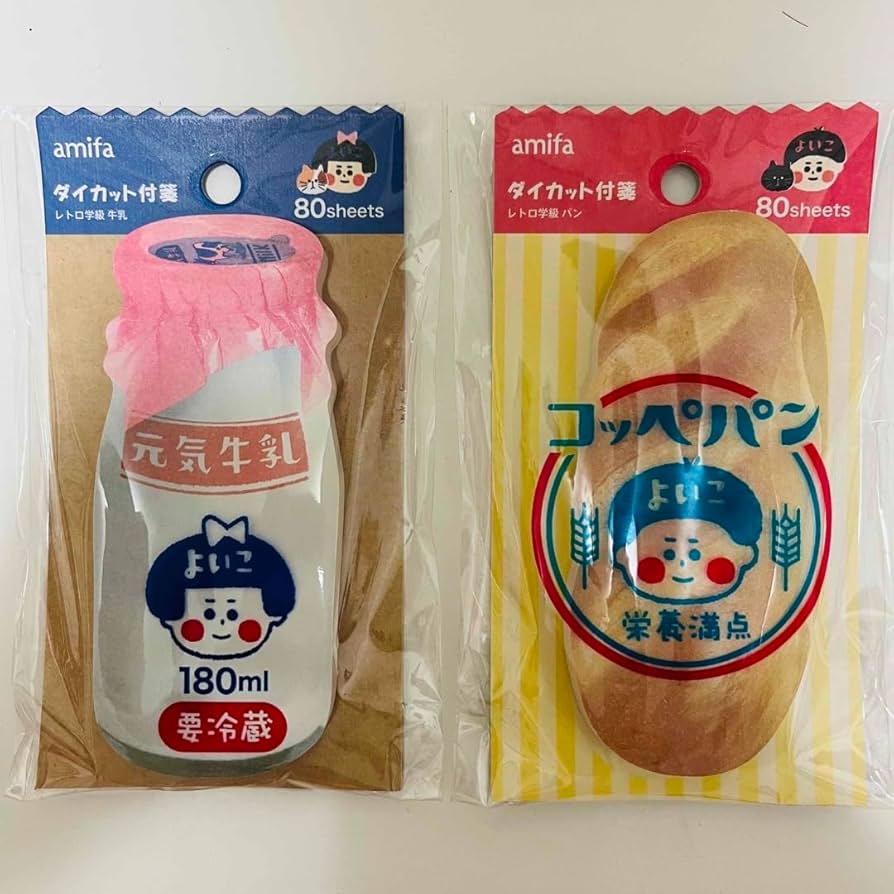 amifa
ダイカット付箋
レトロ学級 牛乳
80sheets
milk
元気牛乳
よいこ
180ml
要冷蔵
amifa
よいこ
ダイカット付箋
レトロ学級 パン
80sheets
コッペパン
よいこ
栄養満点